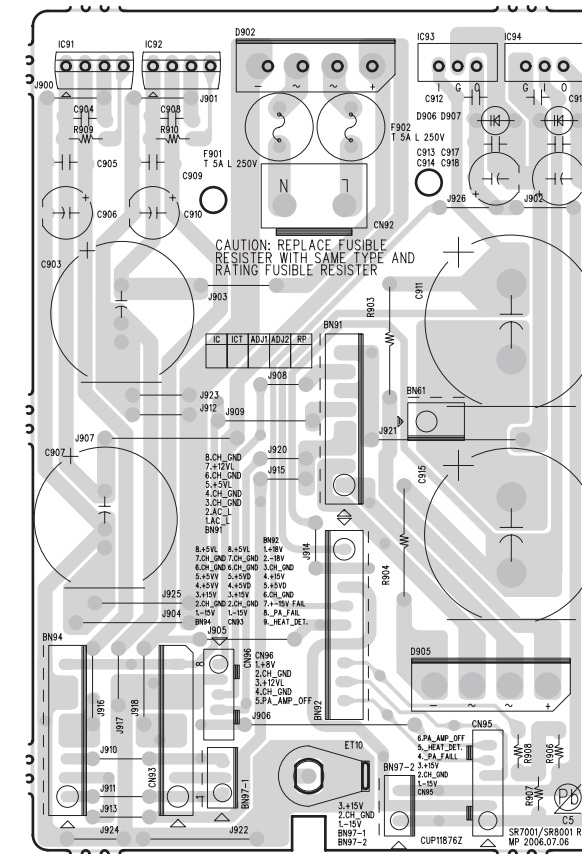 IC91
IC92
D902
IC93
IC94
J900
J901
C904
C908
R909
R910
C905
C909
C906
C910
C912
D906 D907
C913 C917
C914 C918
F901
T 5A L 250V
F902
T 5A L 250V
N
L
CN92
J926
J902
CAUTION: REPLACE FUSIBLE
RESISTER WITH SAME TYPE AND
RATING FUSIBLE RESISTER
C903
J903
R903
C911
BN91
IC ICT ADJ1 ADJ2 RP
J908
BN61
J923
J912
J909
J907
J921
C907
J920
J915
C915
8.CH_GND
7.+12VL
6.CH_GND
5.+5VL
4.CH_GND
3.CH_GND
2.AC_L
1.AC_L
BN91
8.+5VL
7.CH_GND
6.CH_GND
5.+5VV
4.+5VV
3.+15V
2.CH_GND
1.-15V
BN94
8.+5VL
7.CH_GND
6.CH_GND
5.+5VD
4.+5VD
3.+15V
2.CH_GND
1.-15V
CN93
BN92
1.+18V
2.-18V
3.CH_GND
4.+15V
5.+5VD
6.CH_GND
7.+-15V FAIL
8._PA_FAIL
9._HEAT_DET.
J914
R904
J925
J904
J905
BN94
CN96
8
CN96
1.+8V
2.CH_GND
3.+12VL
4.CH_GND
5.PA_AMP_OFF
BN92
D905
J916
J917
J918
J906
J910
J911
J913
CN93
1
BN97-1
ET10
BN97-2
CN95
6.PA_AMP_OFF
5._HEAT_DET.
4._PA_FAILL
3.+15V
2.CH_GND
1.-15V
CN95
R908
R906
R907
Pb
C5
3.+15V
2.CH_GND
1.-15V
BN97-1
BN97-2
J924
J922
CUP11876Z
SR7001/SR8001 R
MP 2006.07.06